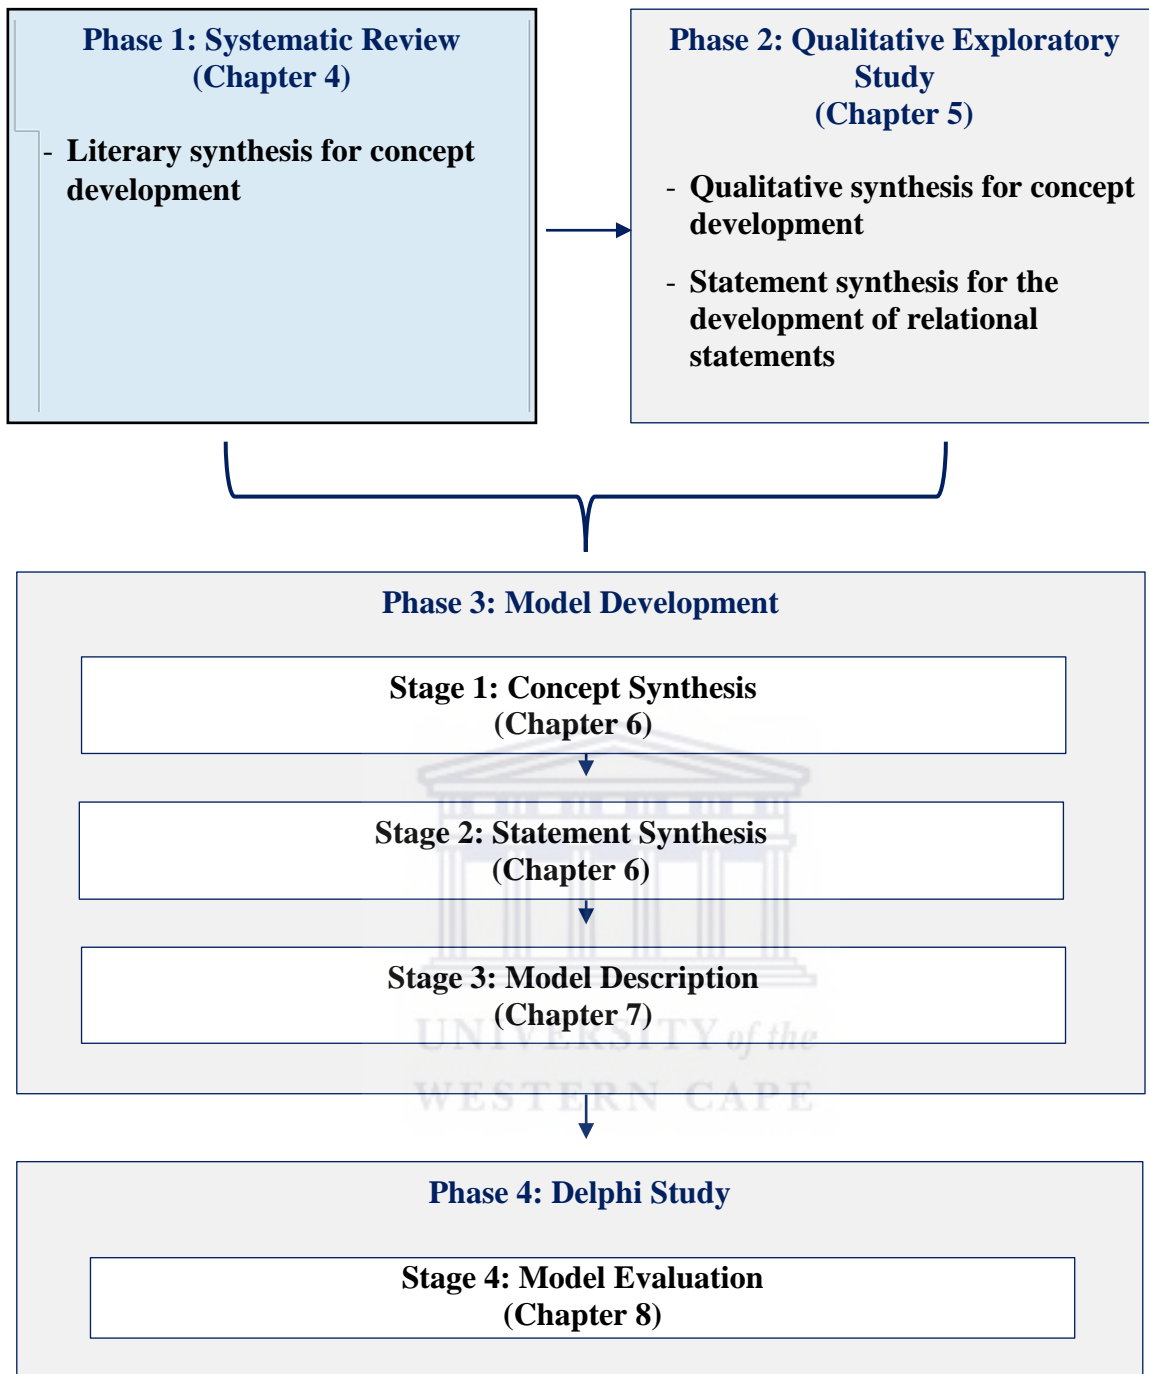 Phase 1: Systematic Review
(Chapter 4)
- Literary synthesis for concept
development
Phase 2: Qualitative Exploratory
Study
(Chapter 5)
- Qualitative synthesis for concept
development
- Statement synthesis for the
development of relational
statements
Phase 3: Model Development
Stage 1: Concept Synthesis
(Chapter 6)
Stage 2: Statement Synthesis
(Chapter 6)
Stage 3: Model Description
(Chapter 7)
UNIVERSITY of the
WESTERN CAPE
Phase 4: Delphi Study
Stage 4: Model Evaluation
(Chapter 8)